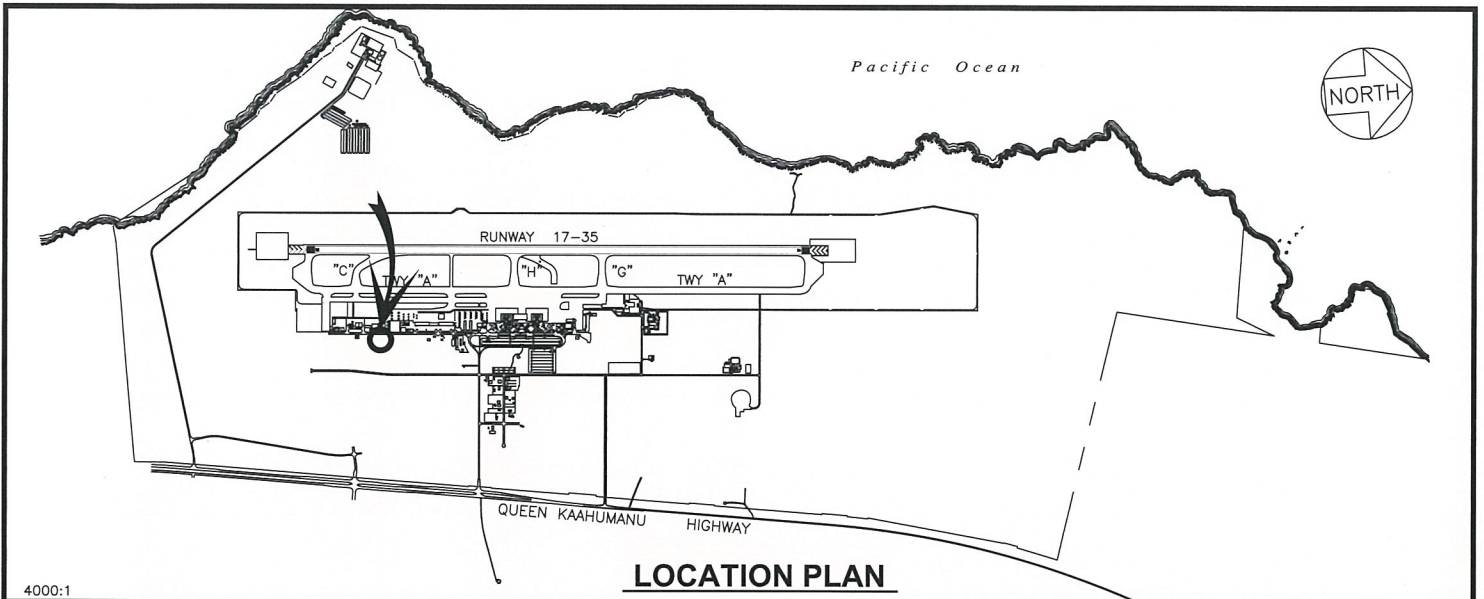 Pacific Ocean
NORTH
RUNWAY 17-35
"C"
TWY "A"
"H"
"G"
TWY "A"
QUEEN KAAHUMANU HIGHWAY
LOCATION PLAN
4000:1